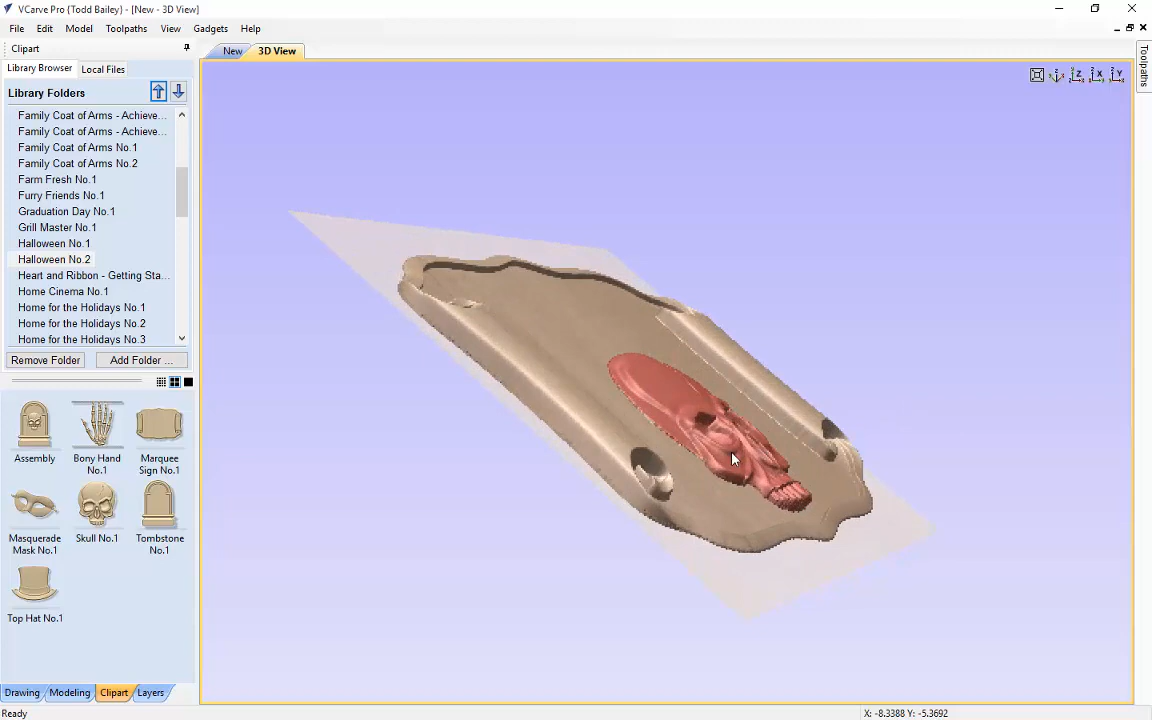 VCarve Pro {Todd Bailey} - [New - 3D View]
File Edit Model Toolpaths View Gadgets Help
Clipart
New 3D View
Library Browser Local Files
Toolpaths
Library Folders
Family Coat of Arms - Achieve...
Family Coat of Arms - Achieve...
Family Coat of Arms No.1
Family Coat of Arms No.2
Farm Fresh No.1
Furry Friends No.1
Graduation Day No.1
Grill Master No.1
Halloween No.1
Halloween No.2
Heart and Ribbon - Getting Sta...
Home Cinema No.1
Home for the Holidays No.1
Home for the Holidays No.2
Home for the Holidays No.3
Remove Folder Add Folder ...
Assembly
Bony Hand
No.1
Marquee
Sign No.1
Masquerade
Mask No.1
Skull No.1
Tombstone
No.1
Top Hat No.1
Drawing Modeling Clipart Layers
Ready
X: -8.3388 Y: -5.3692